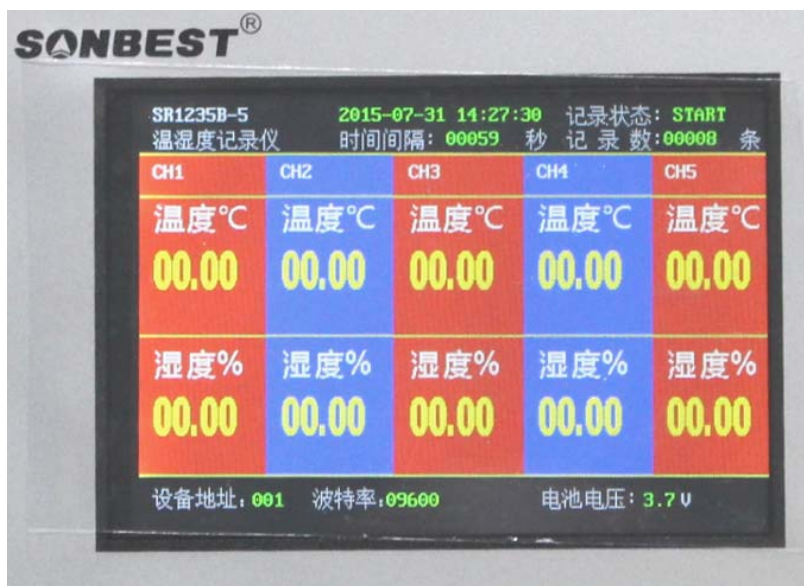 SONBEST®
SR1235B-5 2015-07-31 14:27:30 记录状态: START
温湿度记录仪 时间间隔: 00059 秒 记 录 数:00008 条
CH1 CH2 CH3 CH4 CH5
温度℃ 温度℃ 温度℃ 温度℃ 温度℃
00.00 00.00 00.00 00.00 00.00
湿度% 湿度% 湿度% 湿度% 湿度%
00.00 00.00 00.00 00.00 00.00
设备地址:001 波特率:09600 电池电压:3.7V